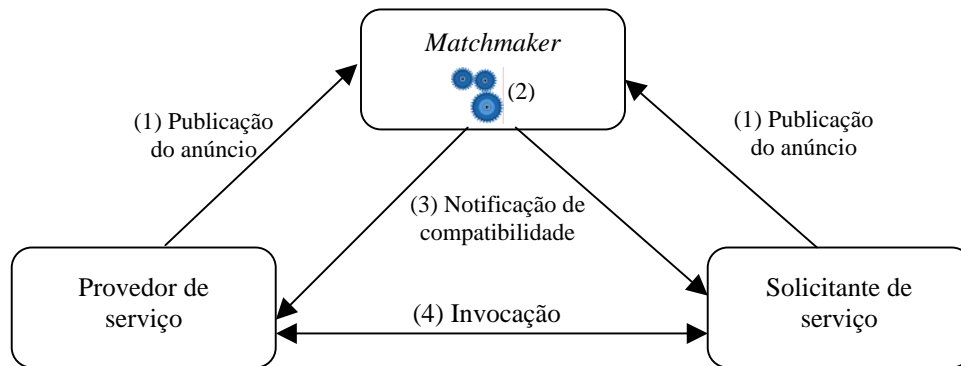 Matchmaker
(2)
(1) Publicação
do anúncio
(1) Publicação
do anúncio
(3) Notificação de
compatibilidade
Provedor de
serviço
(4) Invocação
Solicitante de
serviço